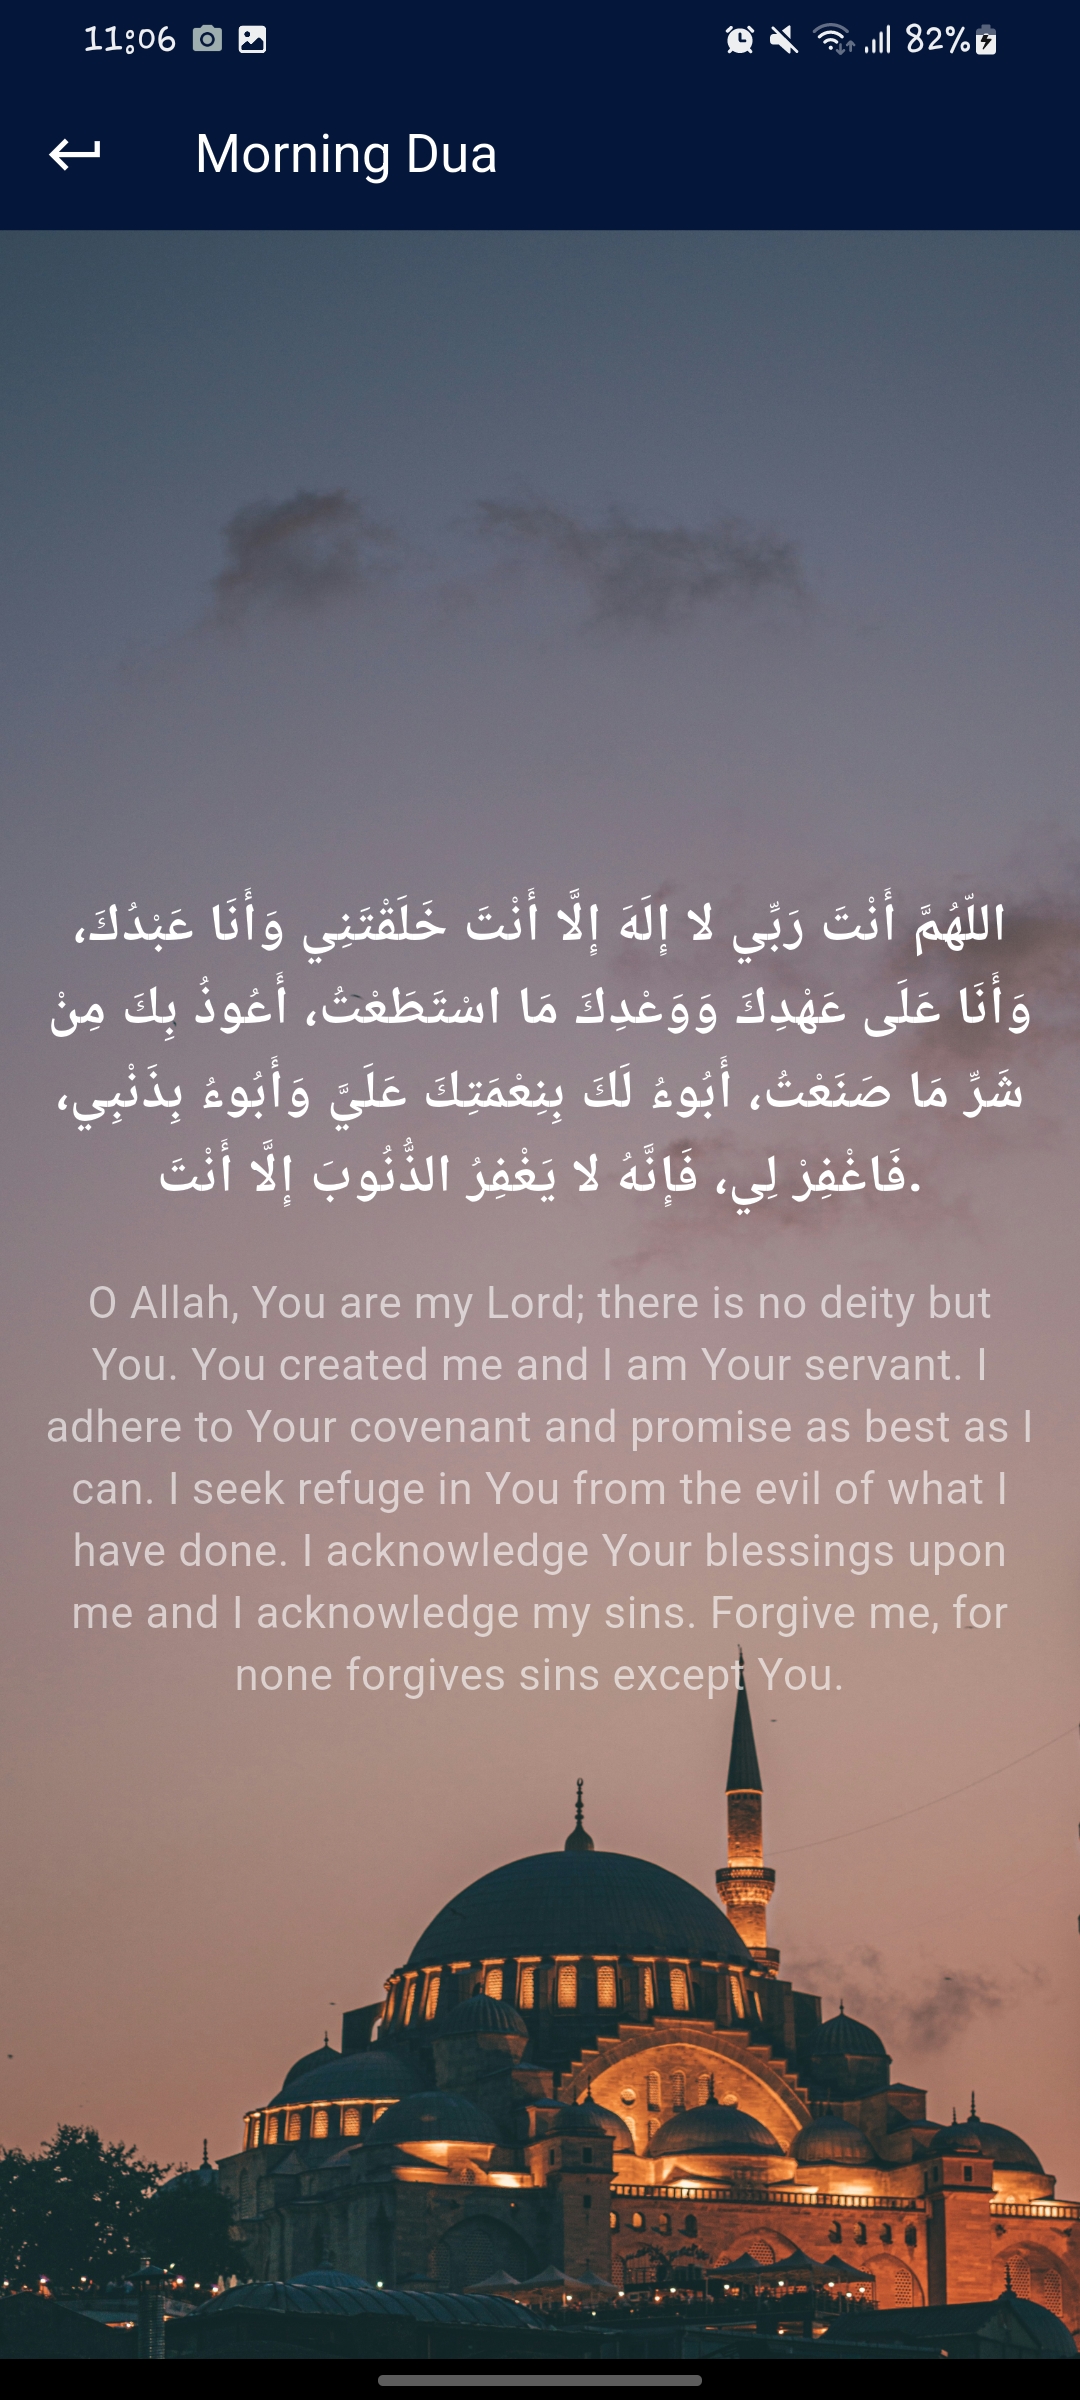 11:06 82%
Morning Dua
اللّهُمَّ أَنْتَ رَبِّي لا إِلَهَ إِلَّا أَنْتَ خَلَقْتَنِي وَأَنَا عَبْدُكَ،
وَأَنَا عَلَى عَهْدِكَ وَوَعْدِكَ مَا اسْتَطَعْتُ، أَعُوذُ بِكَ مِنْ
شَرِّ مَا صَنَعْتُ، أَبُوءُ لَكَ بِنِعْمَتِكَ عَلَيَّ وَأَبُوءُ بِذَنْبِي،
.فَاغْفِرْ لِي، فَإِنَّهُ لا يَغْفِرُ الذُّنُوبَ إِلَّا أَنْتَ
O Allah, You are my Lord; there is no deity but
You. You created me and I am Your servant. I
adhere to Your covenant and promise as best as I
can. I seek refuge in You from the evil of what I
have done. I acknowledge Your blessings upon
me and I acknowledge my sins. Forgive me, for
none forgives sins except You.